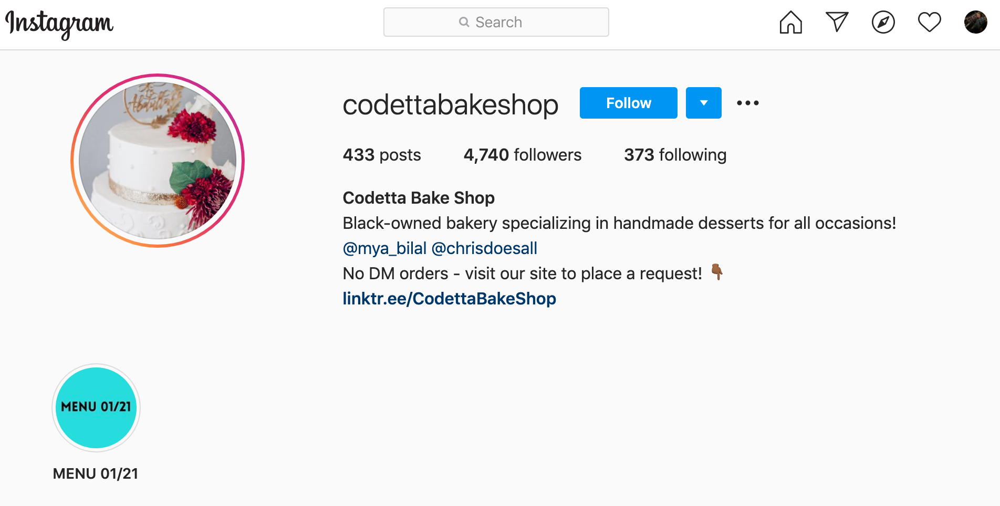 Instagram
Search
codettabakeshop
Follow
433 posts 4,740 followers 373 following
Codetta Bake Shop
Black-owned bakery specializing in handmade desserts for all occasions!
@mya_bilal @chrisdoesall
No DM orders - visit our site to place a request! 👇🏾
linktr.ee/CodettaBakeShop
MENU 01/21
MENU 01/21